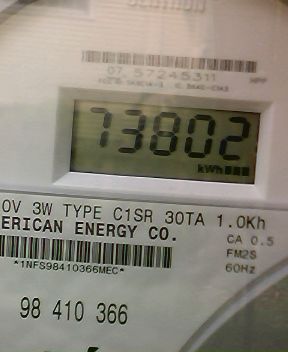 07 57245311
73802
kWh
0V 3W TYPE C1SR 30TA 1.0Kh
ERICAN ENERGY CO.
CA 0.5
FM2S
60Hz
*1NFS98410366MEC*
98 410 366